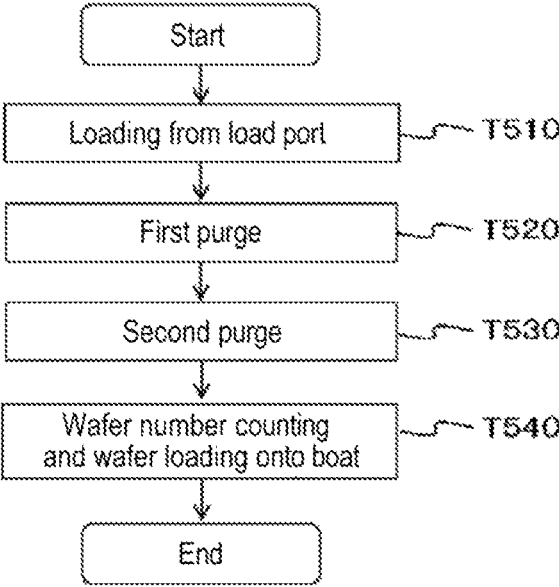 Start
Loading from load port
T510
First purge
T520
Second purge
T530
Wafer number counting
and wafer loading onto boat
T540
End